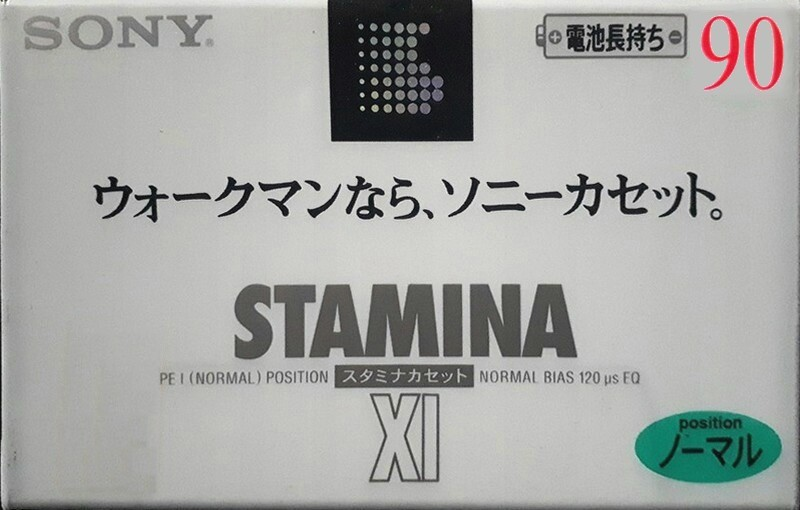 SONY®
+ 電池長持ち -
90
ウォークマンなら、ソニーカセット。
STAMINA
PE I (NORMAL) POSITION スタミナカセット NORMAL BIAS 120 µs EQ
XI
position
ノーマル